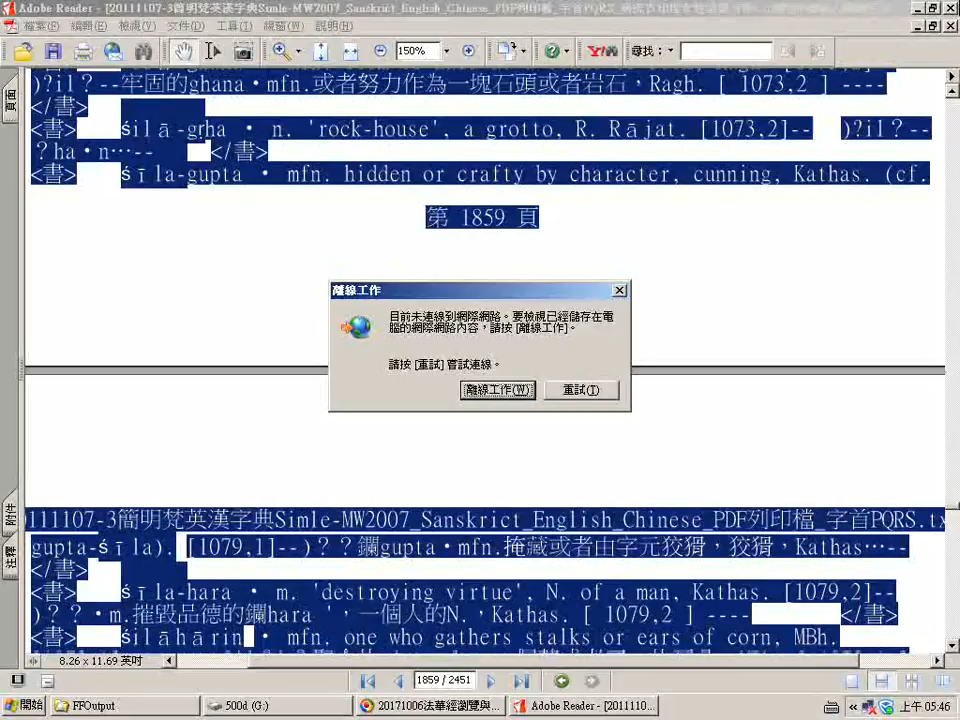 Adobe Reader - [20111107-3簡明梵英漢字典Simle-MW2007_Sanskrict_English_Chinese_PDF列印檔_字首PQRS.
檔案(F) 編輯(E) 檢視(V) 文件(D) 工具(T) 視窗(W) 說明(H)
150% Y! 尋找:
頁面
)?il？--牢固的ghana‧mfn.或者努力作為一塊石頭或者岩石，Ragh. [ 1073,2 ] ----
</書>
<書> śilā-gṛha ‧ n. 'rock-house', a grotto, R. Rājat. [1073,2]-- )?il？--
？ha‧n…-- </書>
<書> śīla-gupta ‧ mfn. hidden or crafty by character, cunning, Kathas. (cf.
第 1859 頁
離線工作
目前未連線到網際網路。要檢視已經儲存在電
腦的網際網路內容，請按 [離線工作]。
請按 [重試] 嘗試連線。
離線工作(W) 重試(T)
附件
注釋
111107-3簡明梵英漢字典Simle-MW2007_Sanskrict_English_Chinese_PDF列印檔_字首PQRS.tx
gupta-śīla). [1079,1]--)？？鑭gupta‧mfn.掩藏或者由字元狡猾，狡猾，Kathas…--
</書>
<書> śīla-hara ‧ m. 'destroying virtue', N. of a man, Kathas. [1079,2]--
)？？‧m.摧毀品德的鑭hara '，一個人的N.，Kathas. [ 1079,2 ] ---- </書>
<書> śilāhārin ‧ mfn. one who gathers stalks or ears of corn, MBh.
8.26 x 11.69 英吋
1859 / 2451
開始 FFOutput 500d (G:) 20171006法華經瀏覽與... Adobe Reader - [2011110... 上午 05:46